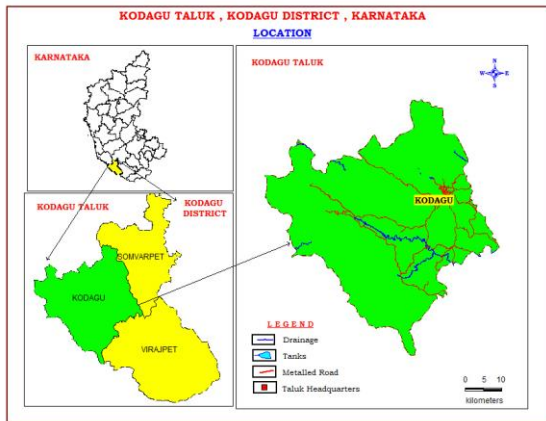 KODAGU TALUK , KODAGU DISTRICT , KARNATAKA
LOCATION
KARNATAKA
KODAGU TALUK
KODAGU DISTRICT
SOMVARPET
KODAGU
VIRAJPET
KODAGU TALUK
N
W E
S
KODAGU
LEGEND
Drainage
Tanks
Metalled Road
Taluk Headquarters
0 5 10
kilometers